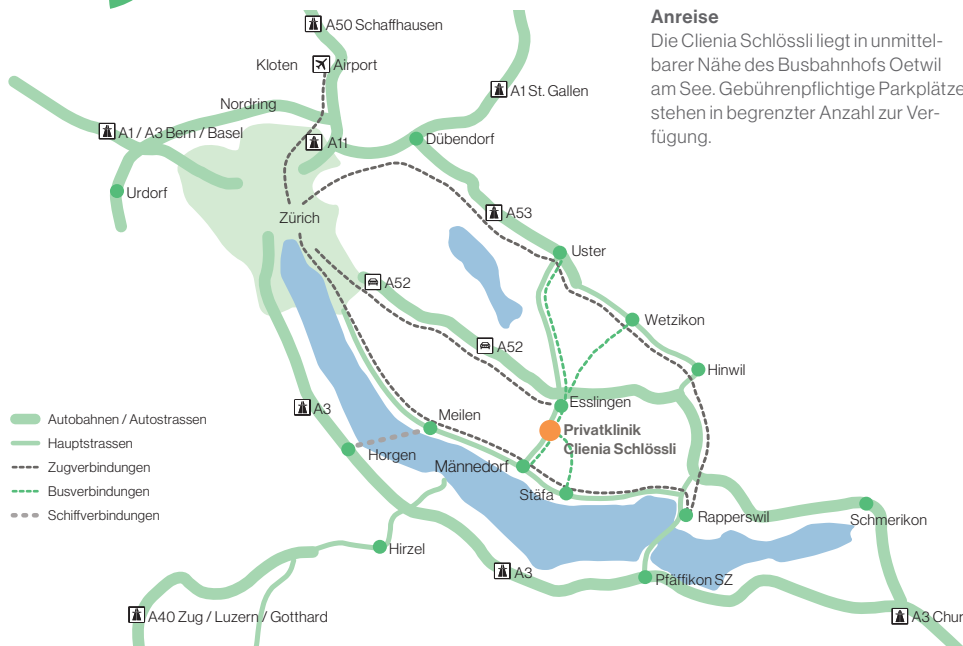 A50 Schaffhausen
Anreise
Die Clienia Schlössli liegt in unmittel-
barer Nähe des Busbahnhofs Oetwil
am See. Gebührenpflichtige Parkplätze
stehen in begrenzter Anzahl zur Ver-
fügung.
Kloten
Airport
A1 St. Gallen
Nordring
A1 / A3 Bern / Basel
A11
Dübendorf
Urdorf
Zürich
A53
Uster
A52
Wetzikon
A52
Hinwil
Esslingen
A3
Meilen
Privatklinik
Clienia Schlössli
Horgen
Männedorf
Stäfa
Rapperswil
Schmerikon
Autobahnen / Autostrassen
Hauptstrassen
Zugverbindungen
Busverbindungen
Schiffverbindungen
Hirzel
A3
Pfäffikon SZ
A40 Zug / Luzern / Gotthard
A3 Chur